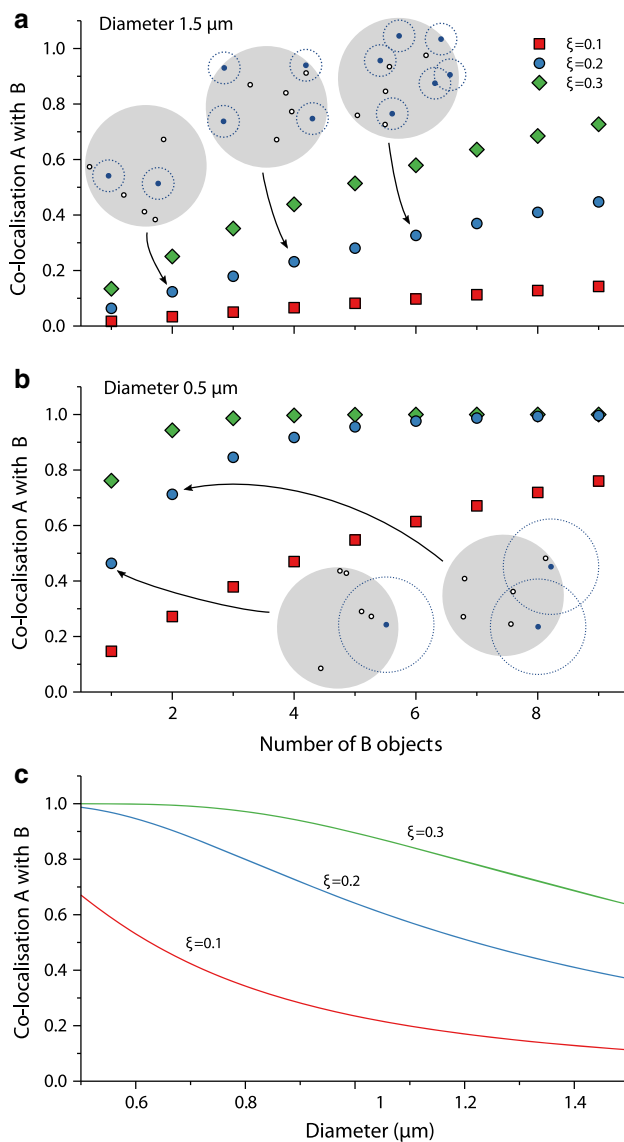 a
Diameter 1.5 µm
ξ=0.1
ξ=0.2
ξ=0.3
Co-localisation A with B
1.0
0.8
0.6
0.4
0.2
0.0
b
Diameter 0.5 µm
Co-localisation A with B
1.0
0.8
0.6
0.4
0.2
0.0
2 4 6 8
Number of B objects
c
Co-localisation A with B
1.0
0.8
0.6
0.4
0.2
0.0
ξ=0.3
ξ=0.2
ξ=0.1
0.6 0.8 1 1.2 1.4
Diameter (µm)